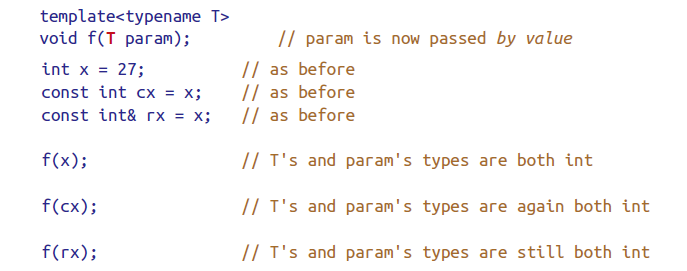 template<typename T>
void f(T param);         // param is now passed by value
int x = 27;          // as before
const int cx = x;    // as before
const int& rx = x;   // as before
f(x);                // T's and param's types are both int
f(cx);               // T's and param's types are again both int
f(rx);               // T's and param's types are still both int